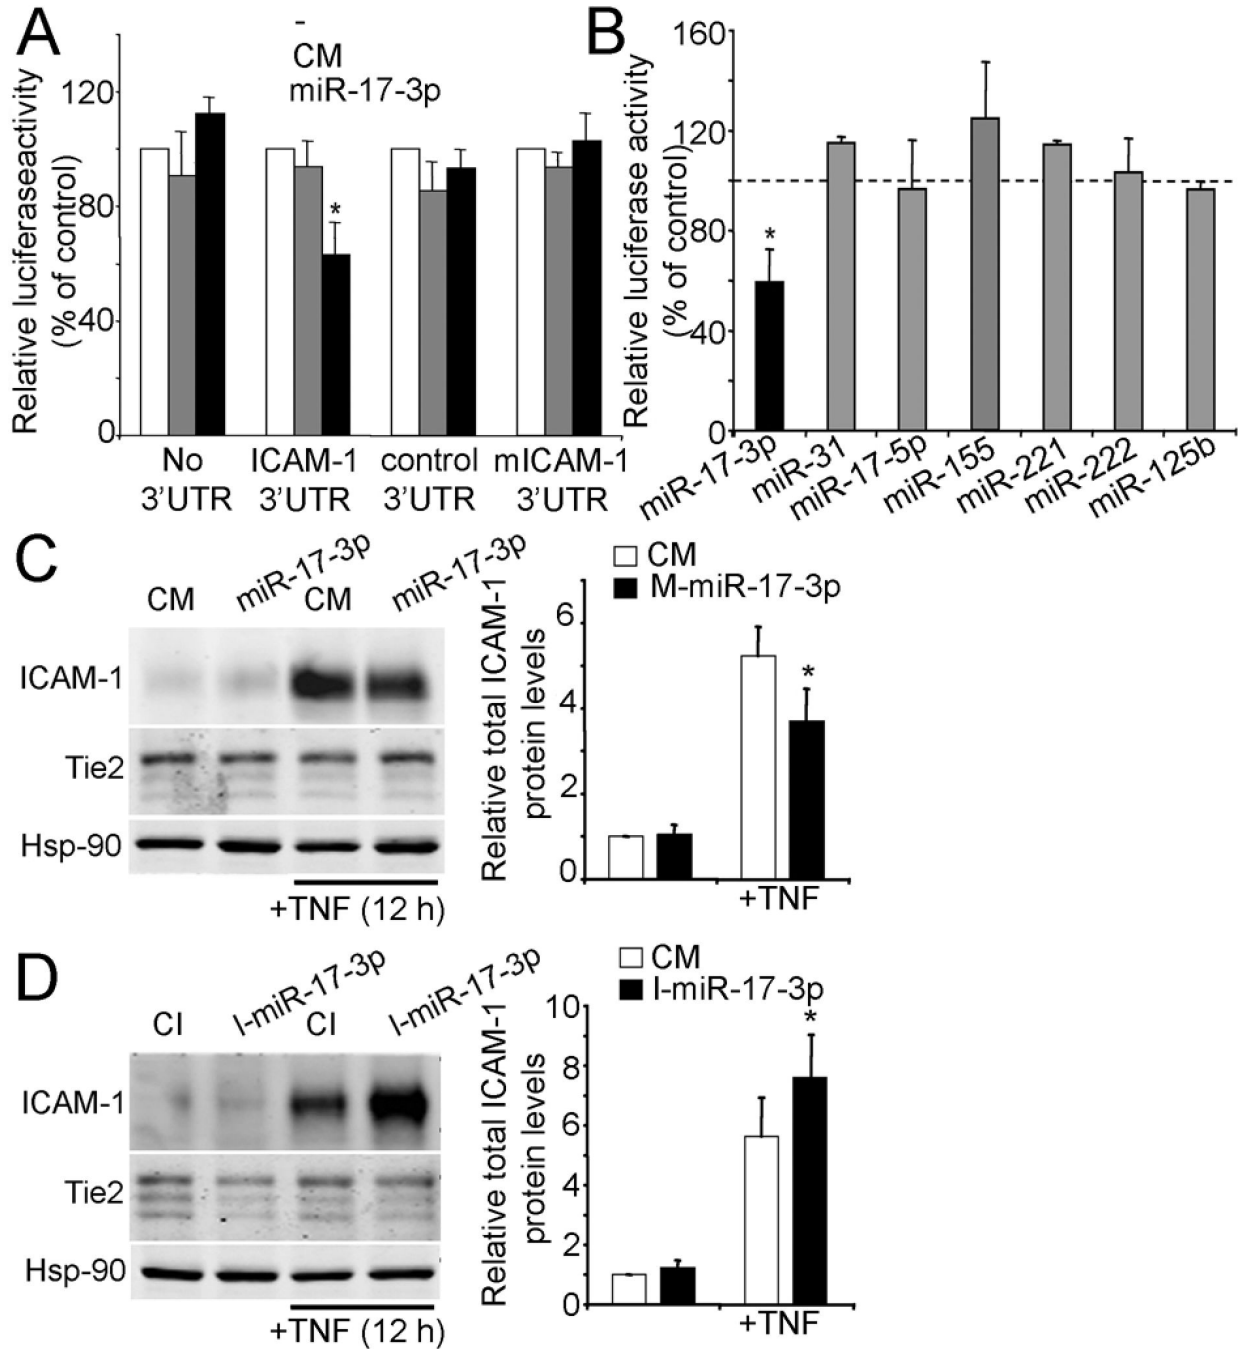 A
-
CM
miR-17-3p
Relative luciferaseactivity
(% of control)
120
80
40
0
*
No
3’UTR
ICAM-1
3’UTR
control
3’UTR
mICAM-1
3’UTR
B
Relative luciferase activity
(% of control)
160
120
80
40
0
*
miR-17-3p
miR-31
miR-17-5p
miR-155
miR-221
miR-222
miR-125b
C
CM
miR-17-3p
CM
miR-17-3p
ICAM-1
Tie2
Hsp-90
+TNF (12 h)
CM
M-miR-17-3p
Relative total ICAM-1
protein levels
6
4
2
0
*
+TNF
D
CI
I-miR-17-3p
CI
I-miR-17-3p
ICAM-1
Tie2
Hsp-90
+TNF (12 h)
CM
I-miR-17-3p
Relative total ICAM-1
protein levels
10
8
6
4
2
0
*
+TNF